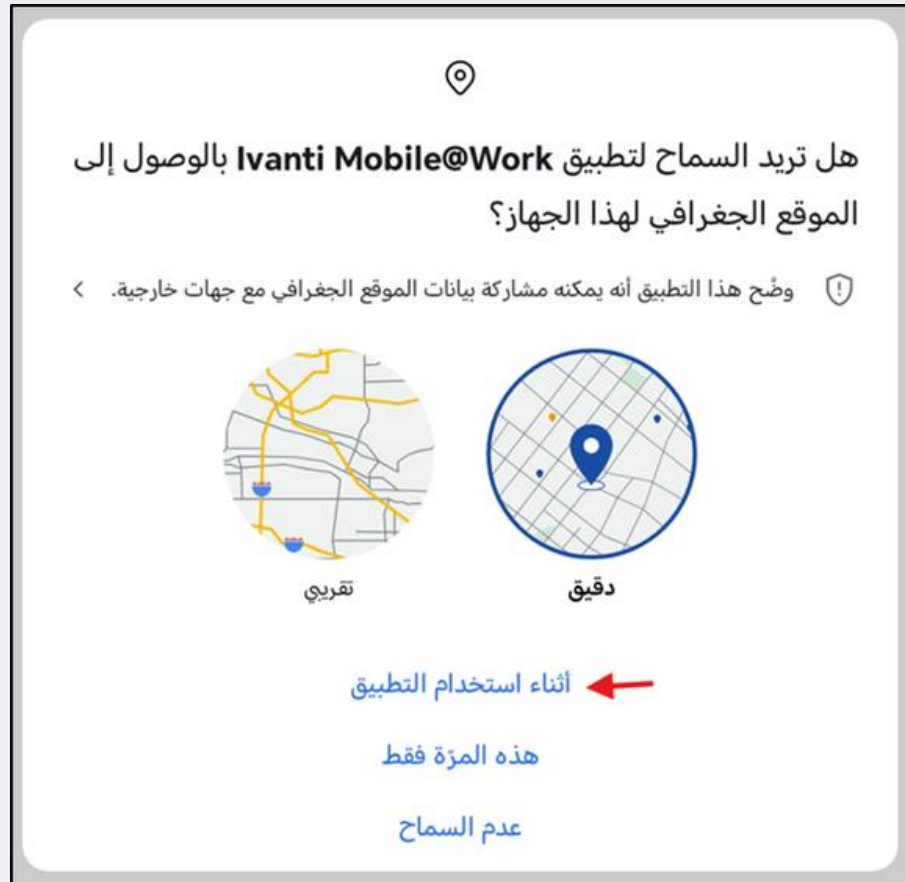 هل تريد السماح لتطبيق Ivanti Mobile@Work بالوصول إلى
الموقع الجغرافي لهذا الجهاز؟
وضَّح هذا التطبيق أنه يمكنه مشاركة بيانات الموقع الجغرافي مع جهات خارجية.
دقيق
تقريبي
أثناء استخدام التطبيق
هذه المرّة فقط
عدم السماح